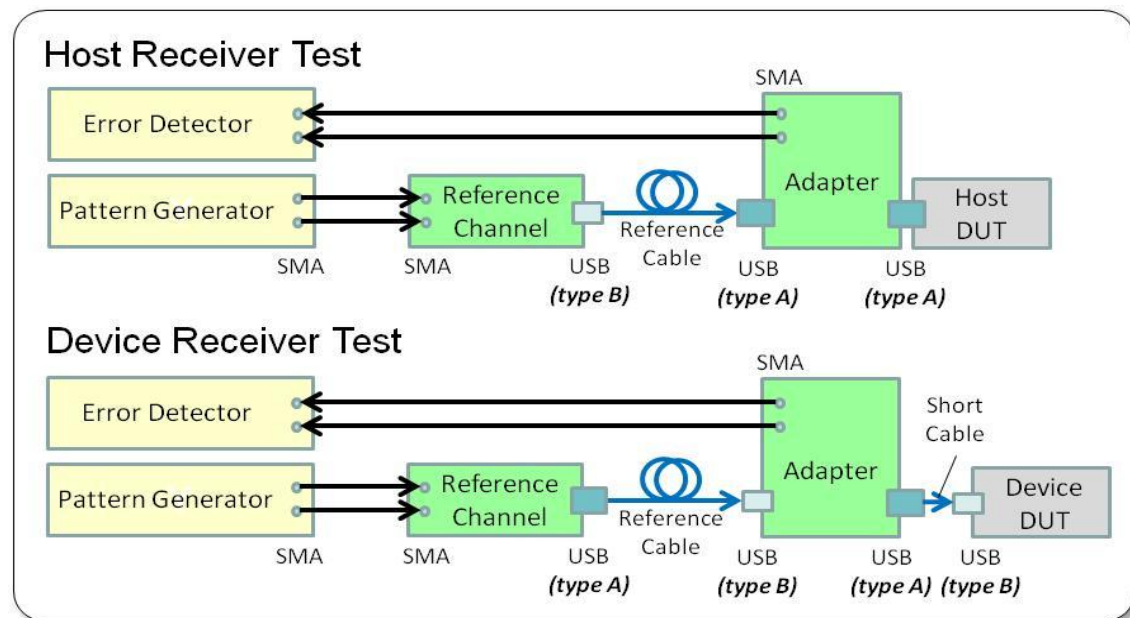 Host Receiver Test
SMA
Error Detector
Pattern Generator
Reference
Channel
Adapter
Host
DUT
Reference
Cable
SMA
SMA
USB
(type B)
USB
(type A)
USB
(type A)
Device Receiver Test
SMA
Error Detector
Short
Cable
Pattern Generator
Reference
Channel
Adapter
Device
DUT
Reference
Cable
SMA
SMA
USB
(type A)
USB
(type B)
USB
(type A)
USB
(type B)